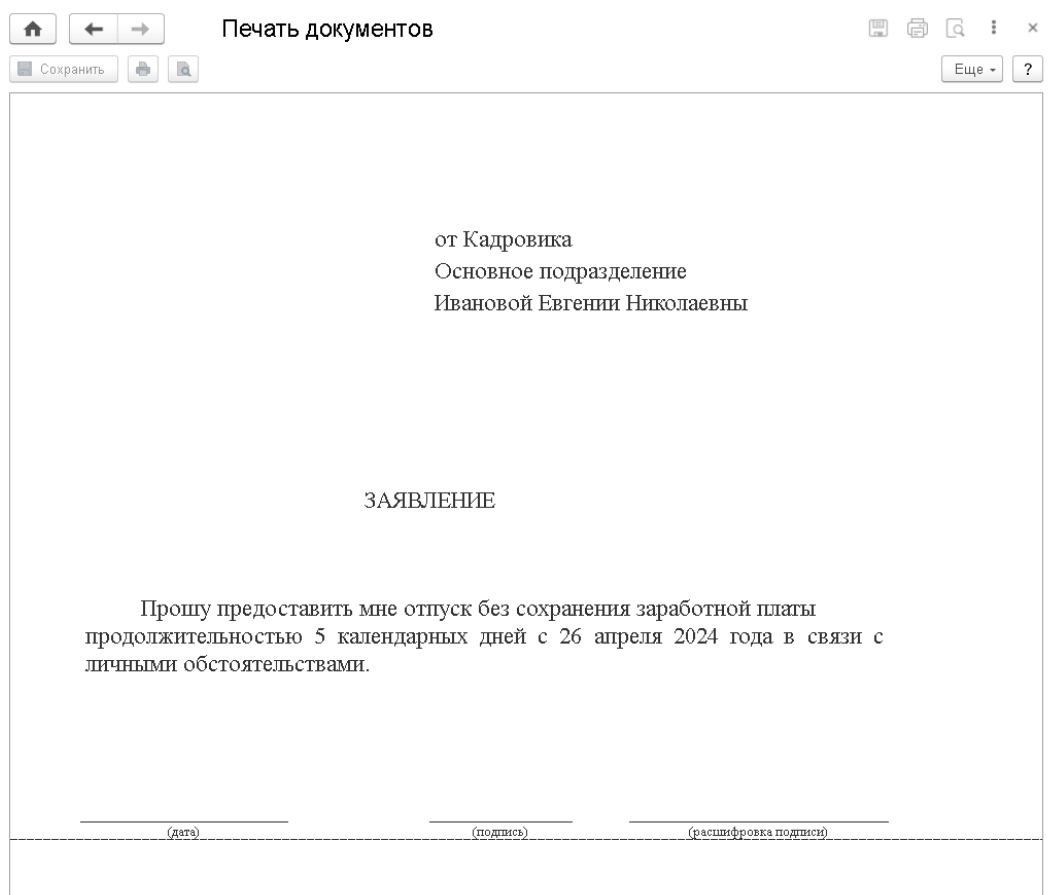 Печать документов
Сохранить
Еще
?
от Кадровика
Основное подразделение
Ивановой Евгении Николаевны
ЗАЯВЛЕНИЕ
Прошу предоставить мне отпуск без сохранения заработной платы
продолжительностью 5 календарных дней с 26 апреля 2024 года в связи с
личными обстоятельствами.
(дата) (подпись) (расшифровка подписи)